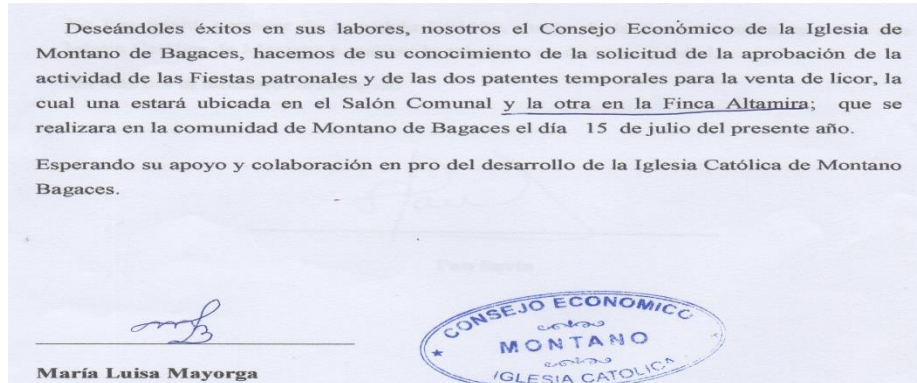 Deseándoles éxitos en sus labores, nosotros el Consejo Económico de la Iglesia de
Montano de Bagaces, hacemos de su conocimiento de la solicitud de la aprobación de la
actividad de las Fiestas patronales y de las dos patentes temporales para la venta de licor, la
cual una estará ubicada en el Salón Comunal y la otra en la Finca Altamira; que se
realizara en la comunidad de Montano de Bagaces el día 15 de julio del presente año.
Esperando su apoyo y colaboración en pro del desarrollo de la Iglesia Católica de Montano
Bagaces.
CONSEJO ECONOMICO
MONTANO
IGLESIA CATOLICA
María Luisa Mayorga